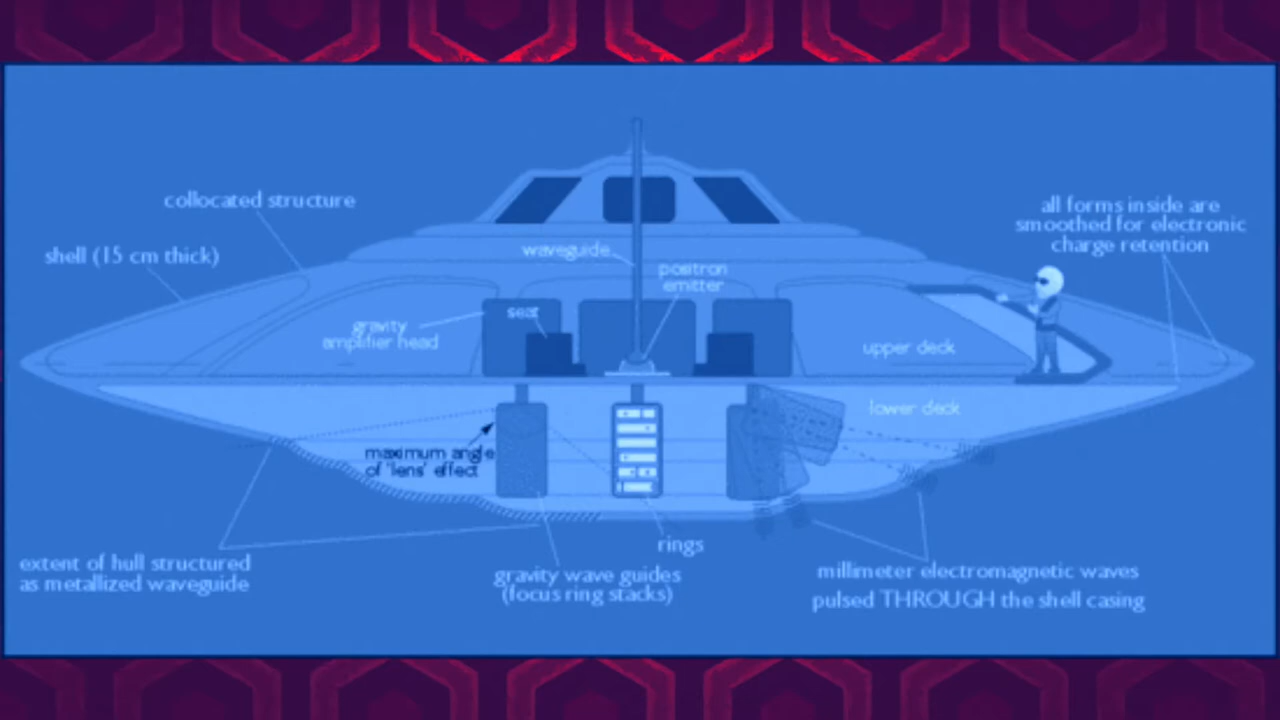 collocated structure
shell (15 cm thick)
all forms inside are
smoothed for electronic
charge retention
waveguide
positron
emitter
seat
gravity
amplifier head
upper deck
lower deck
maximum angle
of 'lens' effect
rings
extent of hull structured
as metallized waveguide
gravity wave guides
(focus ring stacks)
millimeter electromagnetic waves
pulsed THROUGH the shell casing